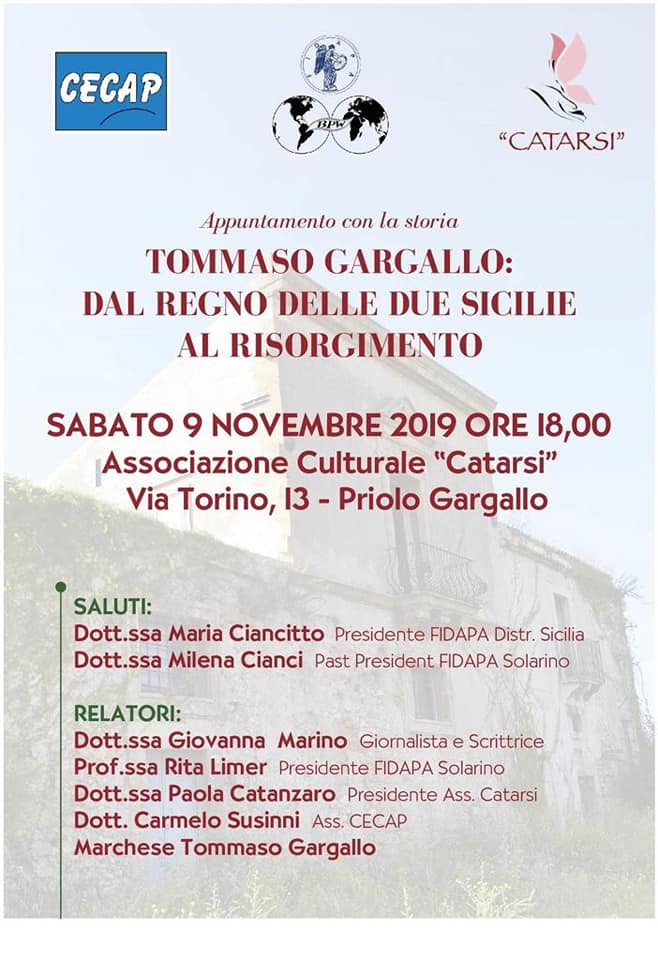 CECAP
BPW
"CATARSI"
Appuntamento con la storia
TOMMASO GARGALLO:
DAL REGNO DELLE DUE SICILIE
AL RISORGIMENTO
SABATO 9 NOVEMBRE 2019 ORE 18,00
Associazione Culturale "Catarsi"
Via Torino, 13 - Priolo Gargallo
SALUTI:
Dott.ssa Maria Ciancitto Presidente FIDAPA Distr. Sicilia
Dott.ssa Milena Cianci Past President FIDAPA Solarino
RELATORI:
Dott.ssa Giovanna Marino Giornalista e Scrittrice
Prof.ssa Rita Limer Presidente FIDAPA Solarino
Dott.ssa Paola Catanzaro Presidente Ass. Catarsi
Dott. Carmelo Susinni Ass. CECAP
Marchese Tommaso Gargallo